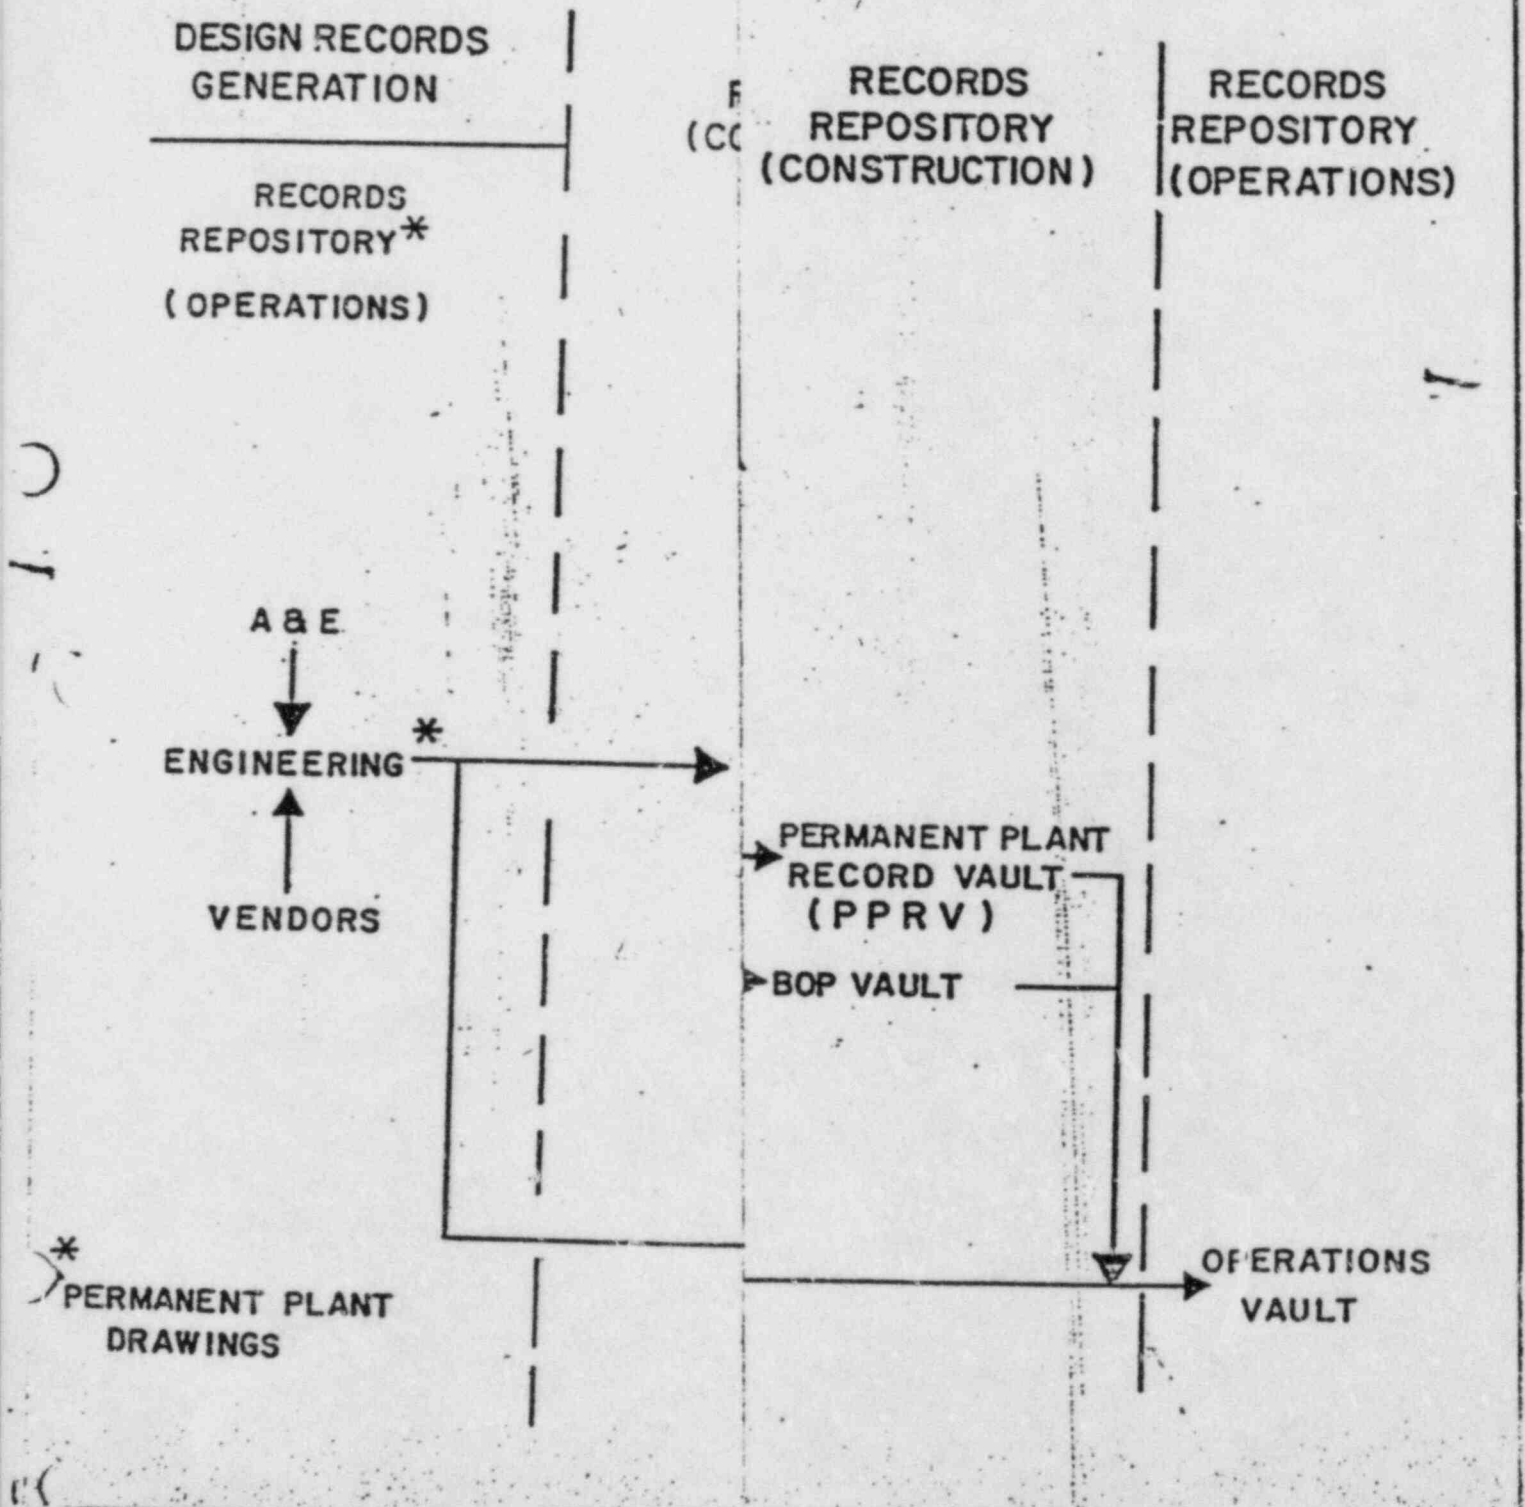 DESIGN RECORDS
GENERATION
RECORDS
REPOSITORY*
(OPERATIONS)
(CO
RECORDS
REPOSITORY
(CONSTRUCTION)
RECORDS
REPOSITORY
(OPERATIONS)
A & E
*
ENGINEERING
VENDORS
PERMANENT PLANT
RECORD VAULT
(PPRV)
BOP VAULT
OPERATIONS
VAULT
*
PERMANENT PLANT
DRAWINGS